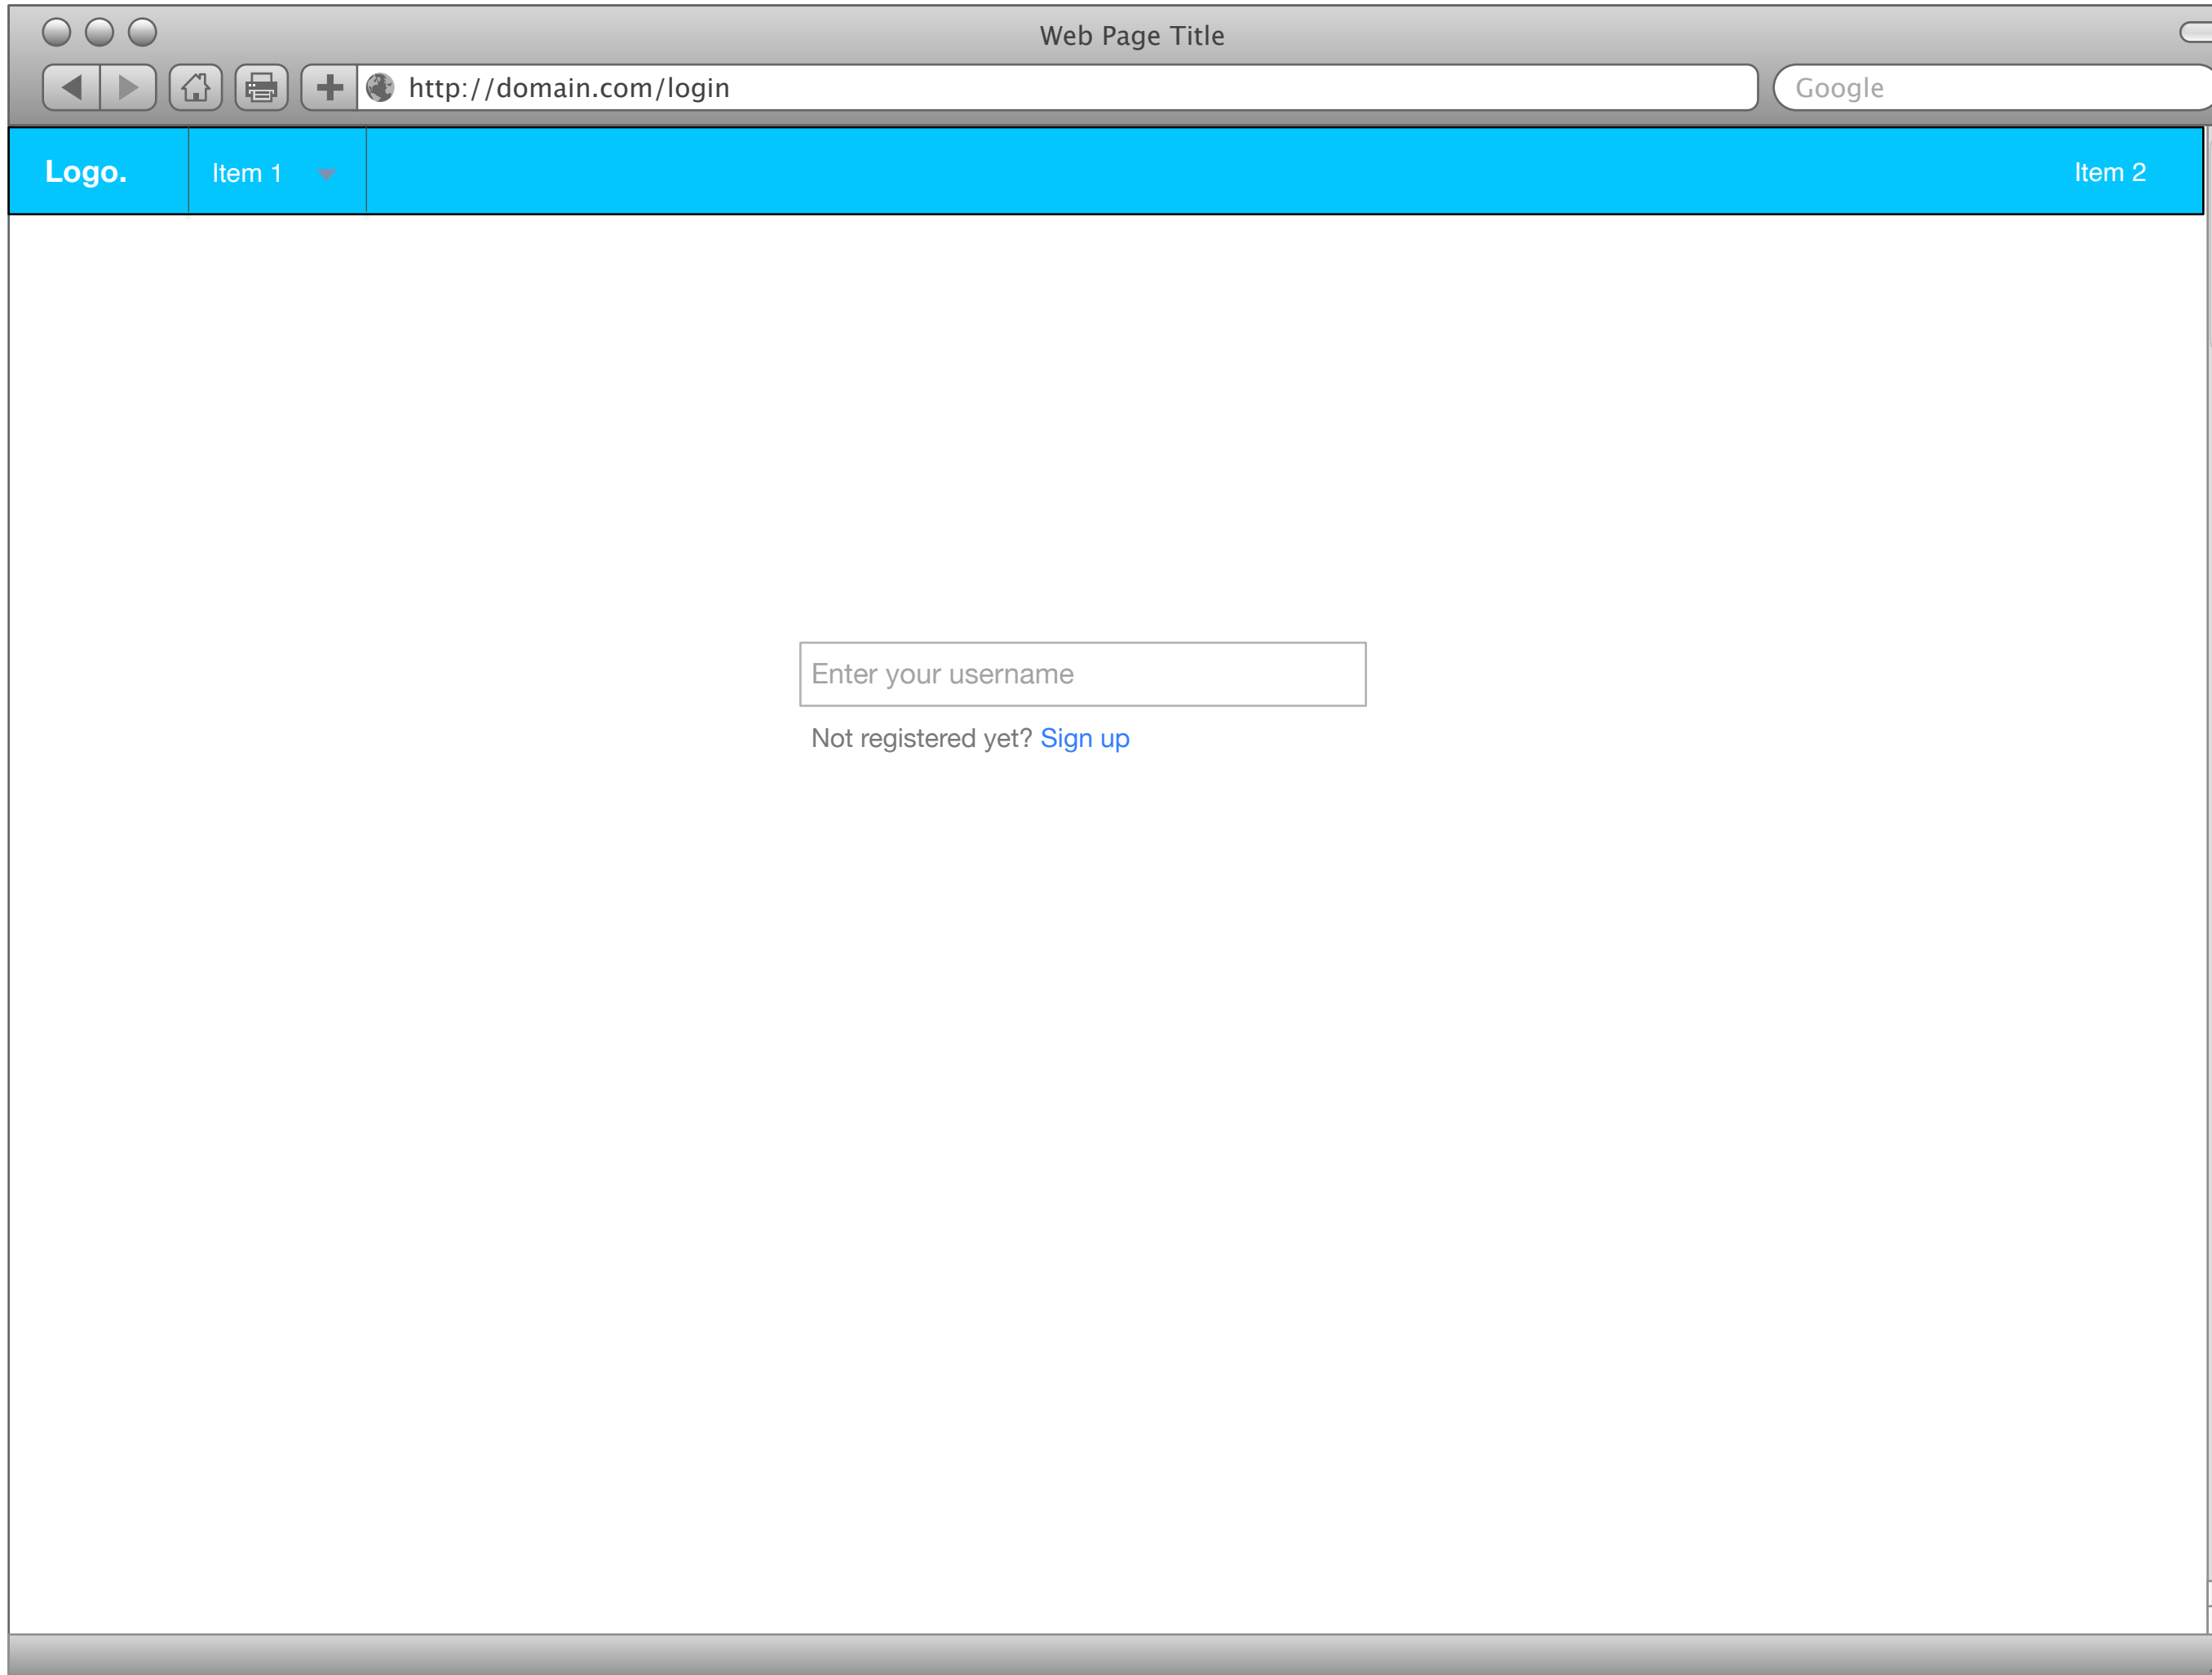 Web Page Title
http://domain.com/login
Google
Logo.
Item 1
Item 2
Enter your username
Not registered yet? Sign up